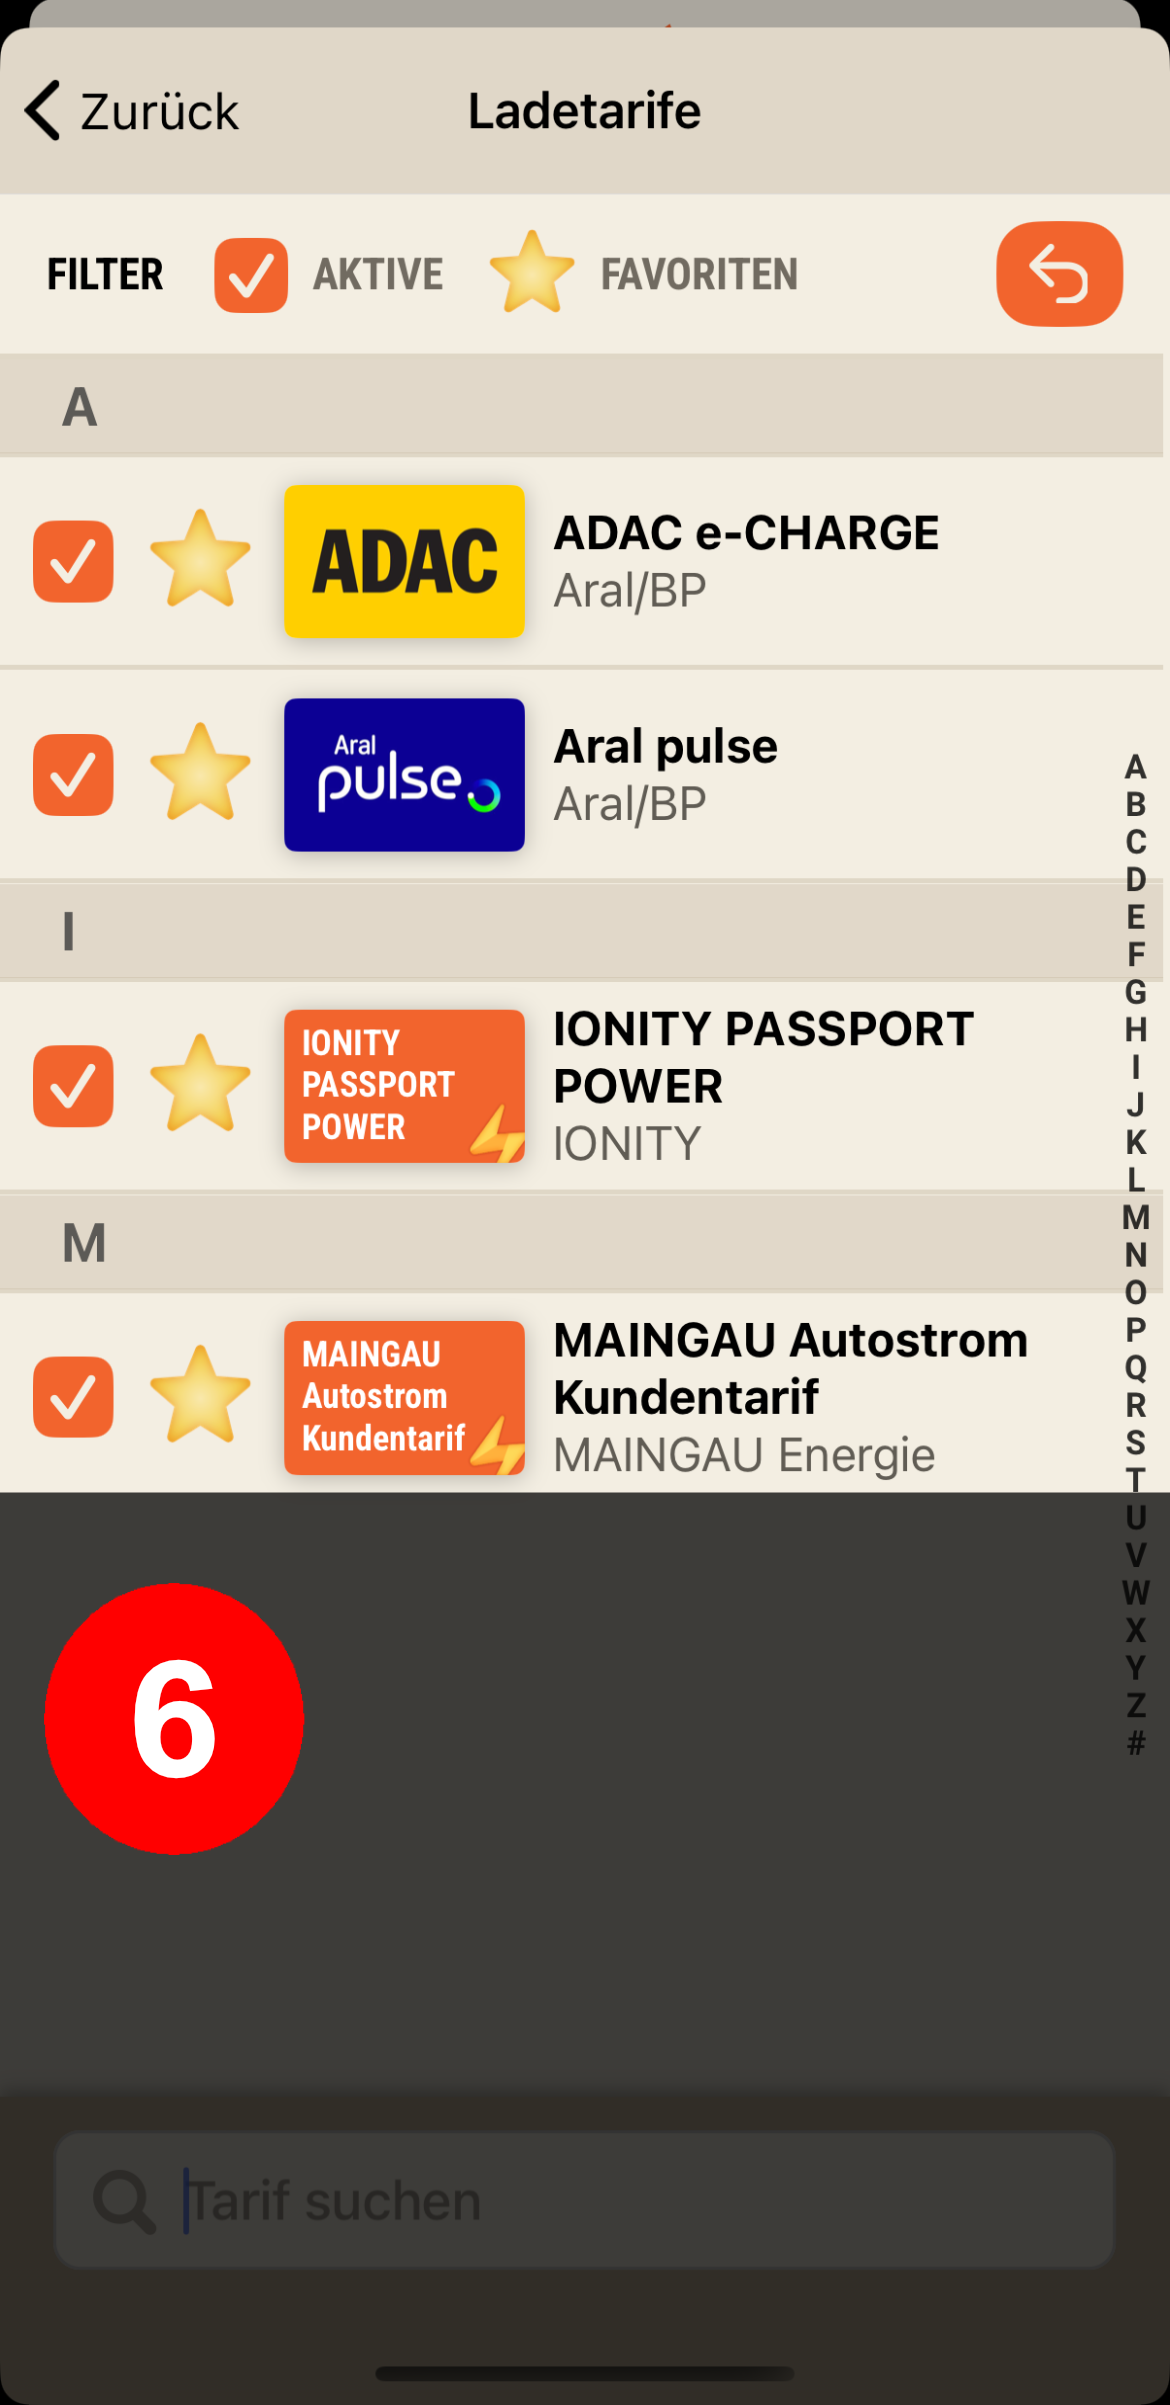 Zurück
Ladetarife
FILTER
AKTIVE
FAVORITEN
A
ADAC
ADAC e-CHARGE
Aral/BP
Aral
pulse
Aral pulse
Aral/BP
I
IONITY
PASSPORT
POWER
IONITY PASSPORT
POWER
IONITY
M
MAINGAU
Autostrom
Kundentarif
MAINGAU Autostrom
Kundentarif
MAINGAU Energie
A
B
C
D
E
F
G
H
I
J
K
L
M
N
O
P
Q
R
S
T
U
V
W
X
Y
Z
#
6
Tarif suchen